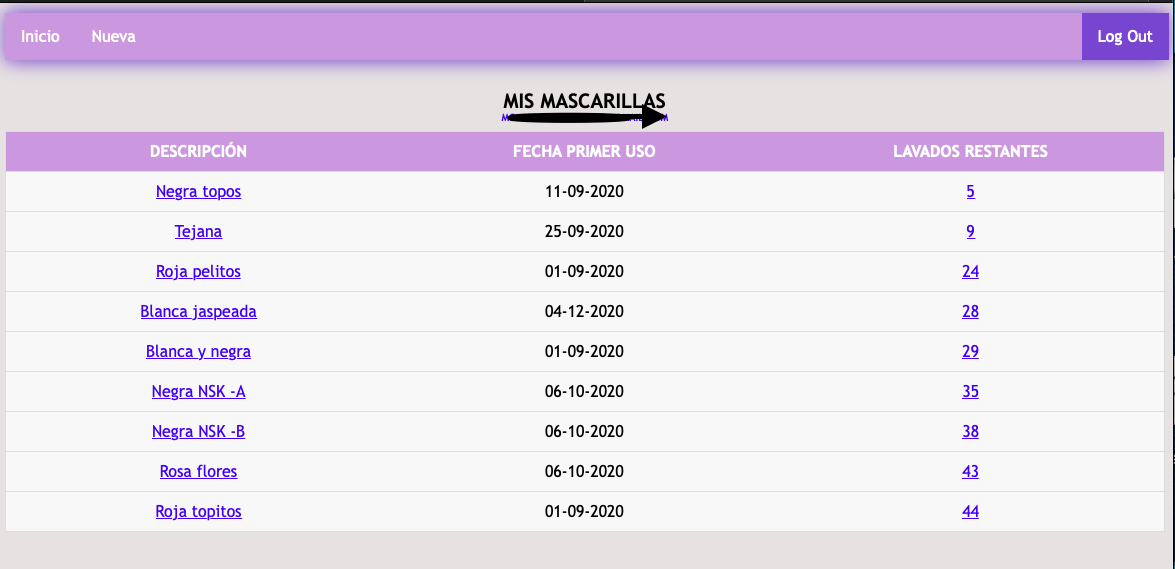 Inicio Nueva Log Out
MIS MASCARILLAS
DESCRIPCIÓN FECHA PRIMER USO LAVADOS RESTANTES
Negra topos 11-09-2020 5
Tejana 25-09-2020 9
Roja pelitos 01-09-2020 24
Blanca jaspeada 04-12-2020 28
Blanca y negra 01-09-2020 29
Negra NSK -A 06-10-2020 35
Negra NSK -B 06-10-2020 38
Rosa flores 06-10-2020 43
Roja topitos 01-09-2020 44